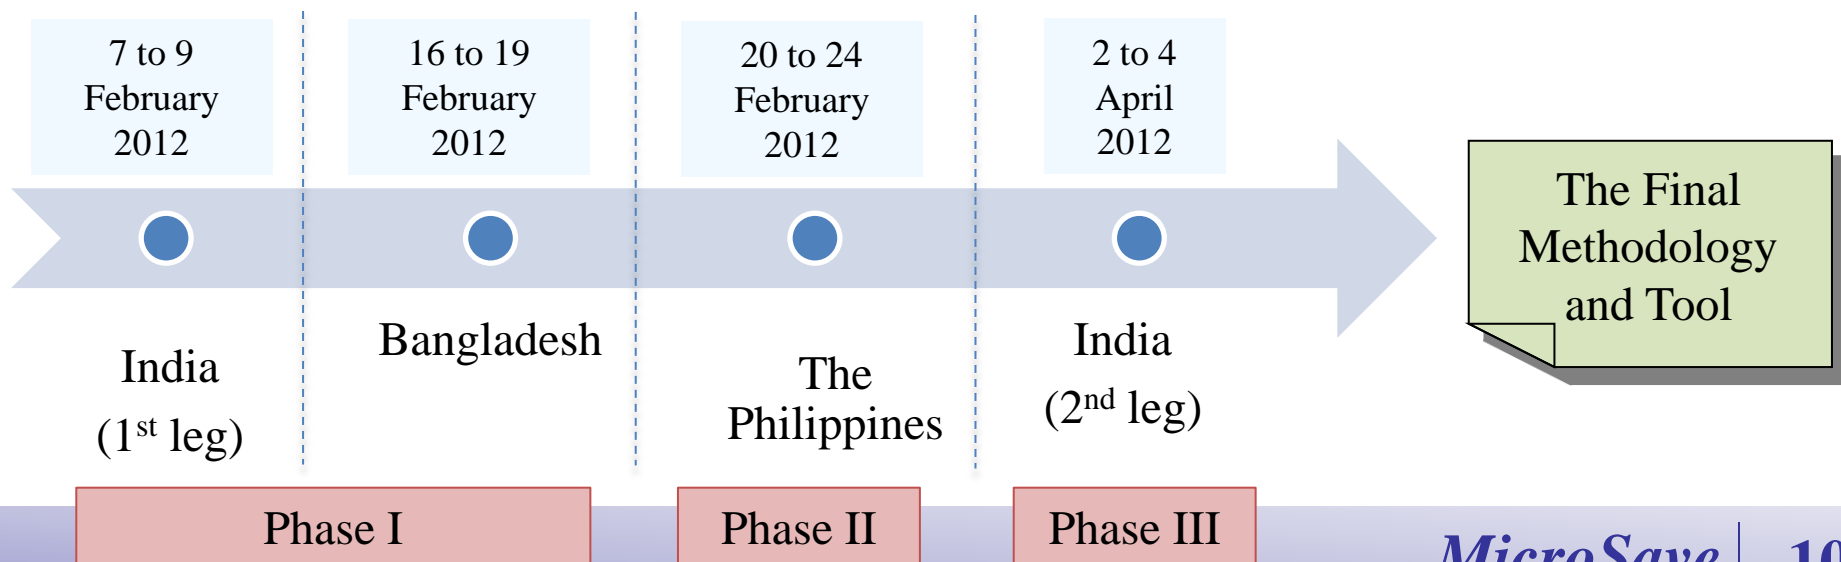 7 to 9
February
2012
16 to 19
February
2012
20 to 24
February
2012
2 to 4
April
2012
The Final
Methodology
and Tool
India
(1st leg)
Bangladesh
The
Philippines
India
(2nd leg)
Phase I
Phase II
Phase III
MicroSave
10